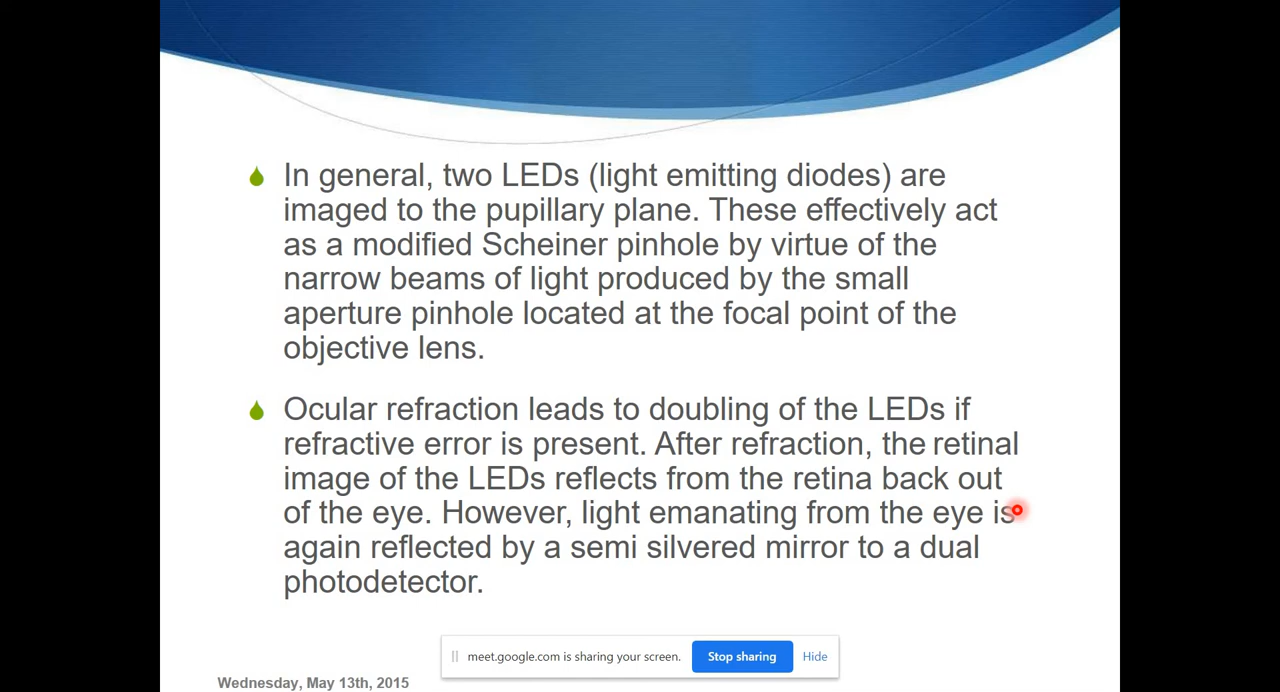 In general, two LEDs (light emitting diodes) are
imaged to the pupillary plane. These effectively act
as a modified Scheiner pinhole by virtue of the
narrow beams of light produced by the small
aperture pinhole located at the focal point of the
objective lens.
Ocular refraction leads to doubling of the LEDs if
refractive error is present. After refraction, the retinal
image of the LEDs reflects from the retina back out
of the eye. However, light emanating from the eye is
again reflected by a semi silvered mirror to a dual
photodetector.
meet.google.com is sharing your screen. Stop sharing Hide
Wednesday, May 13th, 2015